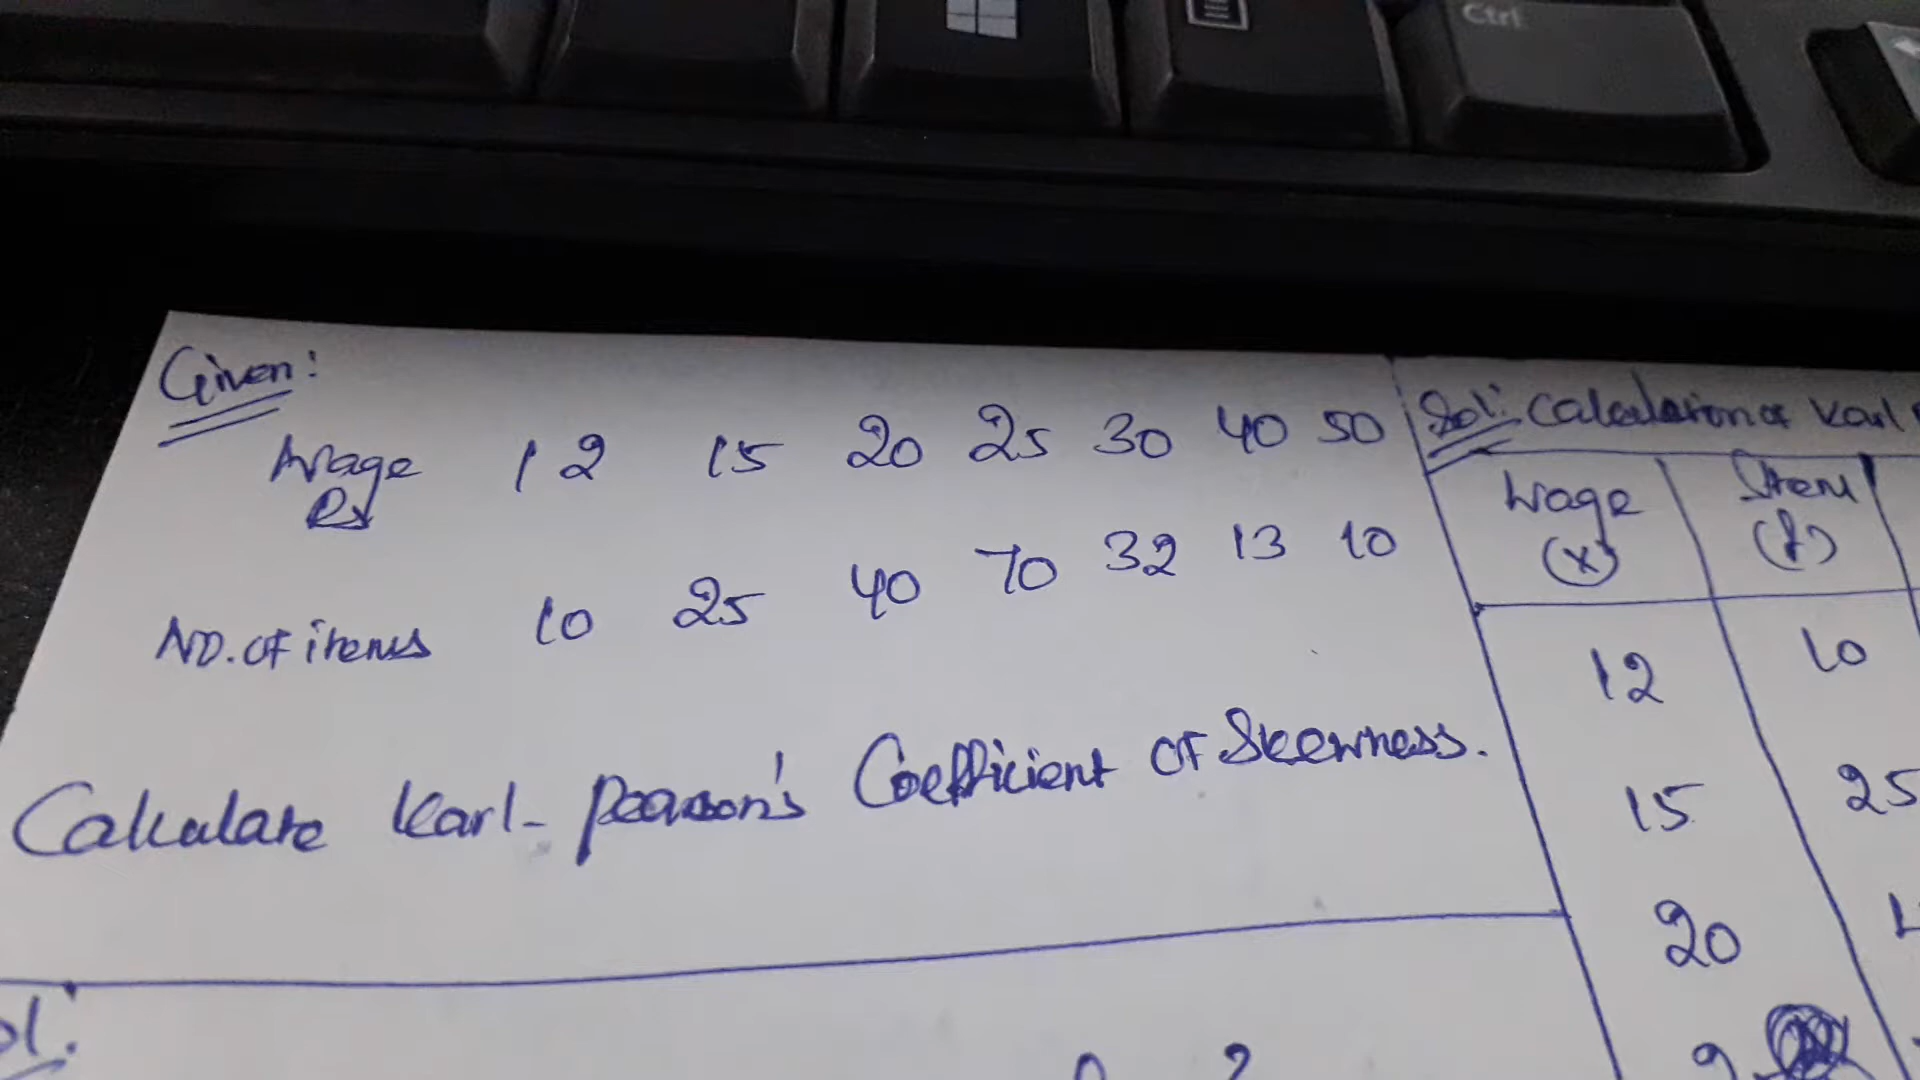 Ctrl
Given:
Wage 12 15 20 25 30 40 50
Rs
No. of items 10 25 40 70 32 13 10
Calculate Karl-Pearson's Coefficient of Skewness.
Sol: Calculation of Karl
Wage Item
(x) (f)
12 10
15 25
20